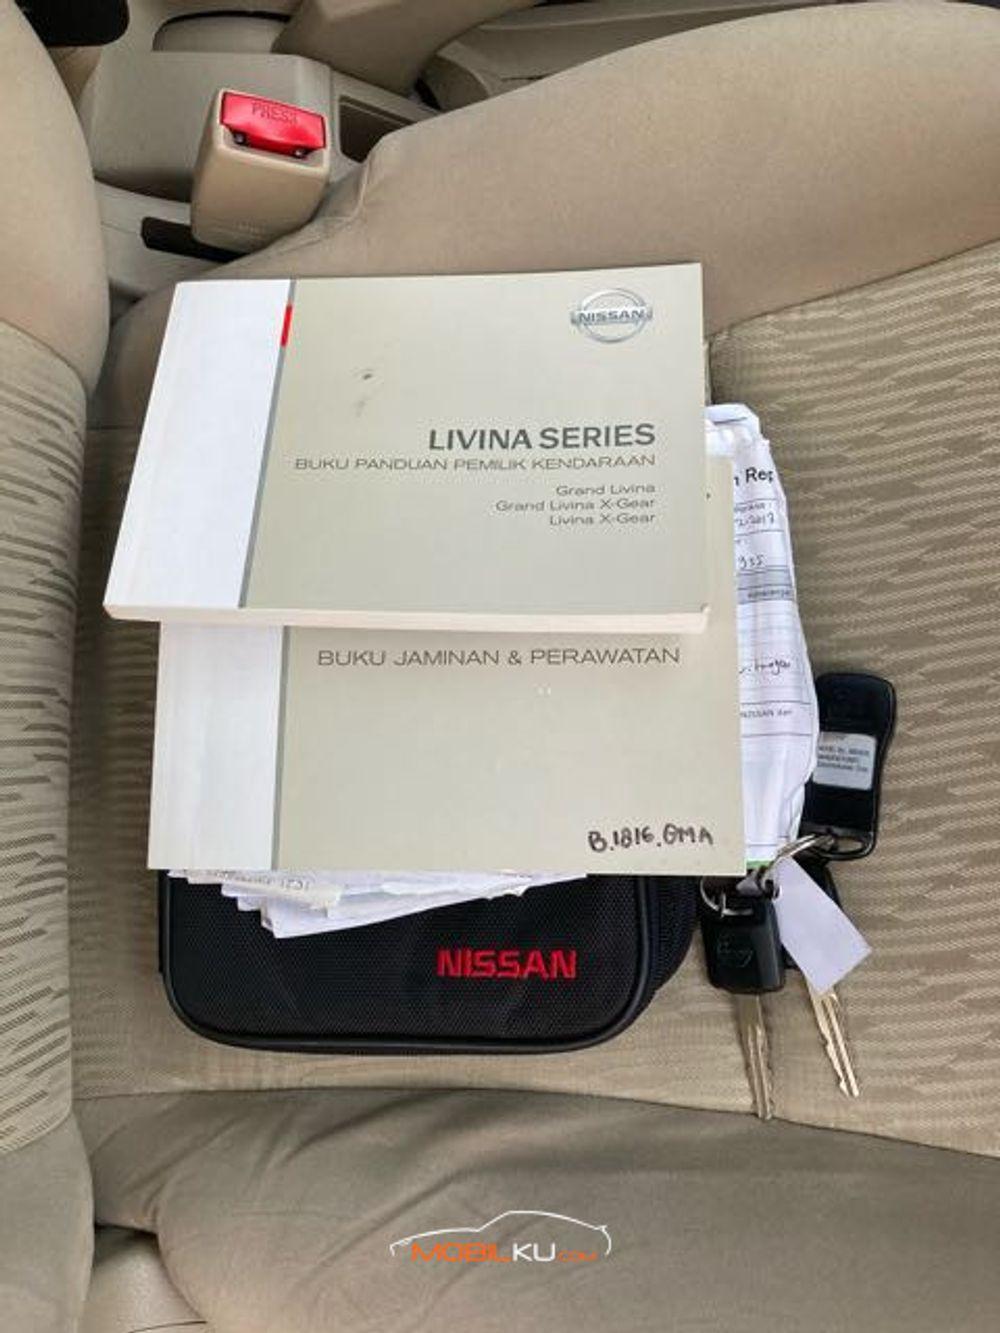 PRESS
NISSAN
LIVINA SERIES
BUKU PANDUAN PEMILIK KENDARAAN
Grand Livina
Grand Livina X-Gear
Livina X-Gear
BUKU JAMINAN & PERAWATAN
B.1816.GMA
NISSAN
MOBILKU.COM